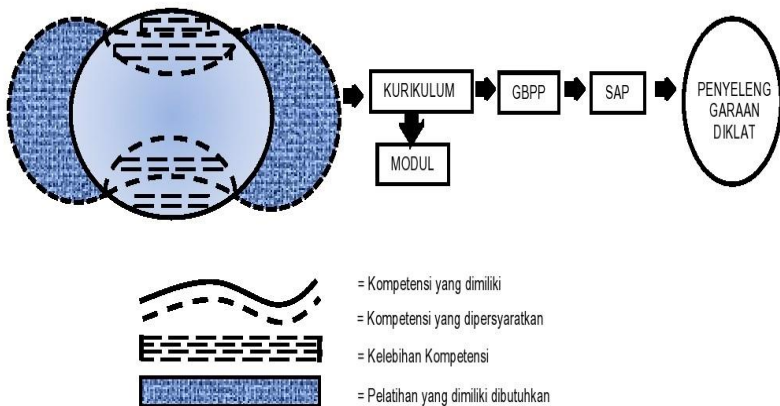 KURIKULUM
GBPP
SAP
PENYELENG
GARAAN
DIKLAT
MODUL
= Kompetensi yang dimiliki
= Kompetensi yang dipersyaratkan
= Kelebihan Kompetensi
= Pelatihan yang dimiliki dibutuhkan